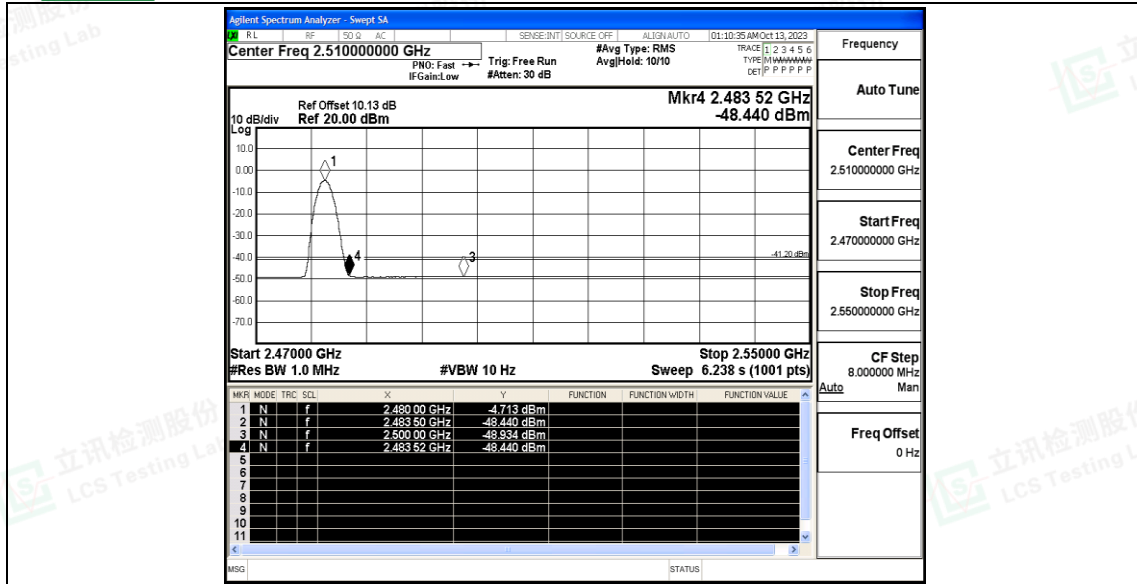 Agilent Spectrum Analyzer - Swept SA
LXI RL RF 50 Ω AC SENSE:INT SOURCE OFF ALIGN AUTO 01:10:35 AM Oct 13, 2023
Center Freq 2.510000000 GHz
PNO: Fast
IFGain:Low
Trig: Free Run
#Atten: 30 dB
#Avg Type: RMS
Avg|Hold: 10/10
TRACE 1 2 3 4 5 6
TYPE M
DET P P P P P P
Ref Offset 10.13 dB
10 dB/div Ref 20.00 dBm
Log
Mkr4 2.483 52 GHz
-48.440 dBm
10.0
0.00
-10.0
-20.0
-30.0
-40.0
-50.0
-60.0
-70.0
1
4
3
-41.20 dBm
Start 2.47000 GHz Stop 2.55000 GHz
#Res BW 1.0 MHz #VBW 10 Hz Sweep 6.238 s (1001 pts)
MKR MODE TRC SCL X Y FUNCTION FUNCTION WIDTH FUNCTION VALUE
1 N f 2.480 00 GHz -4.713 dBm
2 N f 2.483 50 GHz -48.440 dBm
3 N f 2.500 00 GHz -48.934 dBm
4 N f 2.483 52 GHz -48.440 dBm
5
6
7
8
9
10
11
MSG STATUS
Frequency
Auto Tune
Center Freq
2.510000000 GHz
Start Freq
2.470000000 GHz
Stop Freq
2.550000000 GHz
CF Step
8.000000 MHz
Auto Man
Freq Offset
0 Hz
立讯检测股份
LCS Testing Lab
立讯检测股份
LCS Testing L